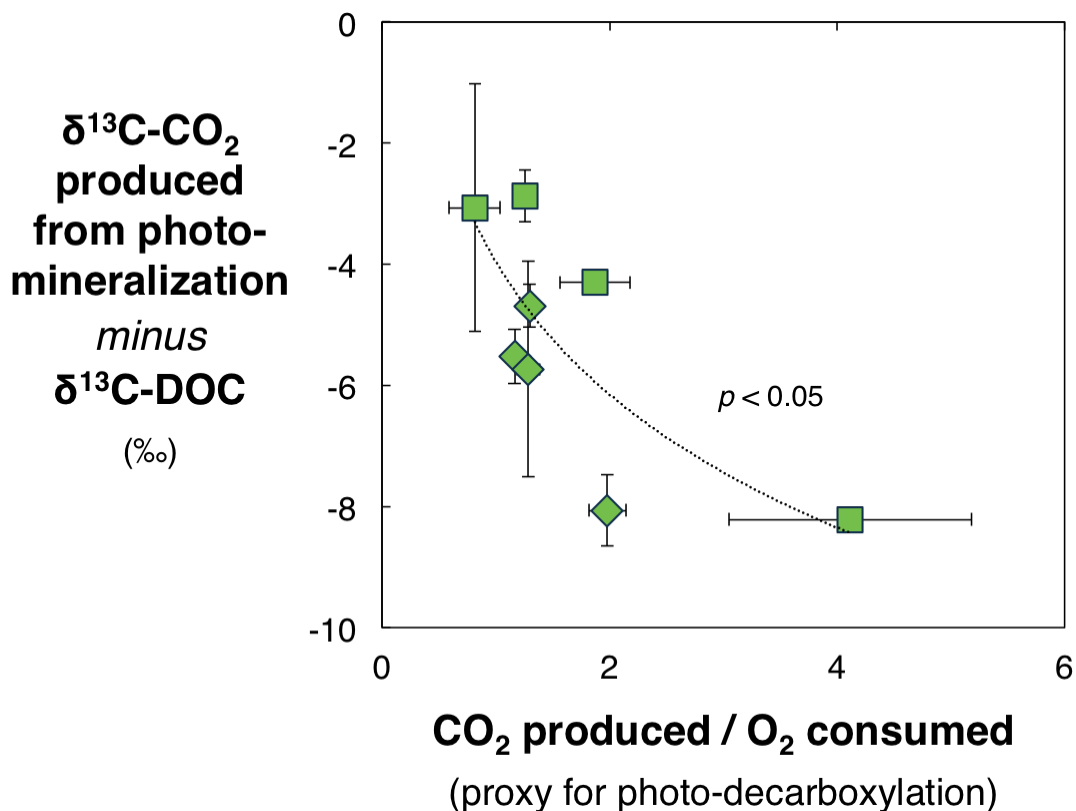 δ¹³C-CO₂
produced
from photo-
mineralization
minus
δ¹³C-DOC
(‰)
-0
-2
-4
-6
-8
-10
p < 0.05
0
2
4
6
CO₂ produced / O₂ consumed
(proxy for photo-decarboxylation)